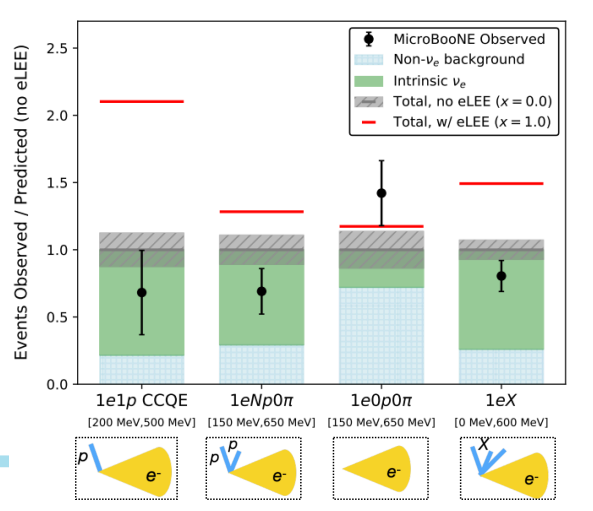 Events Observed / Predicted (no eLEE)
2.5
2.0
1.5
1.0
0.5
0.0
MicroBooNE Observed
Non-νe background
Intrinsic νe
Total, no eLEE (x = 0.0)
Total, w/ eLEE (x = 1.0)
1e1p CCQE
1eNp0π
1e0p0π
1eX
[200 MeV,500 MeV]
[150 MeV,650 MeV]
[150 MeV,650 MeV]
[0 MeV,600 MeV]
p
e-
p
p
e-
e-
X
e-